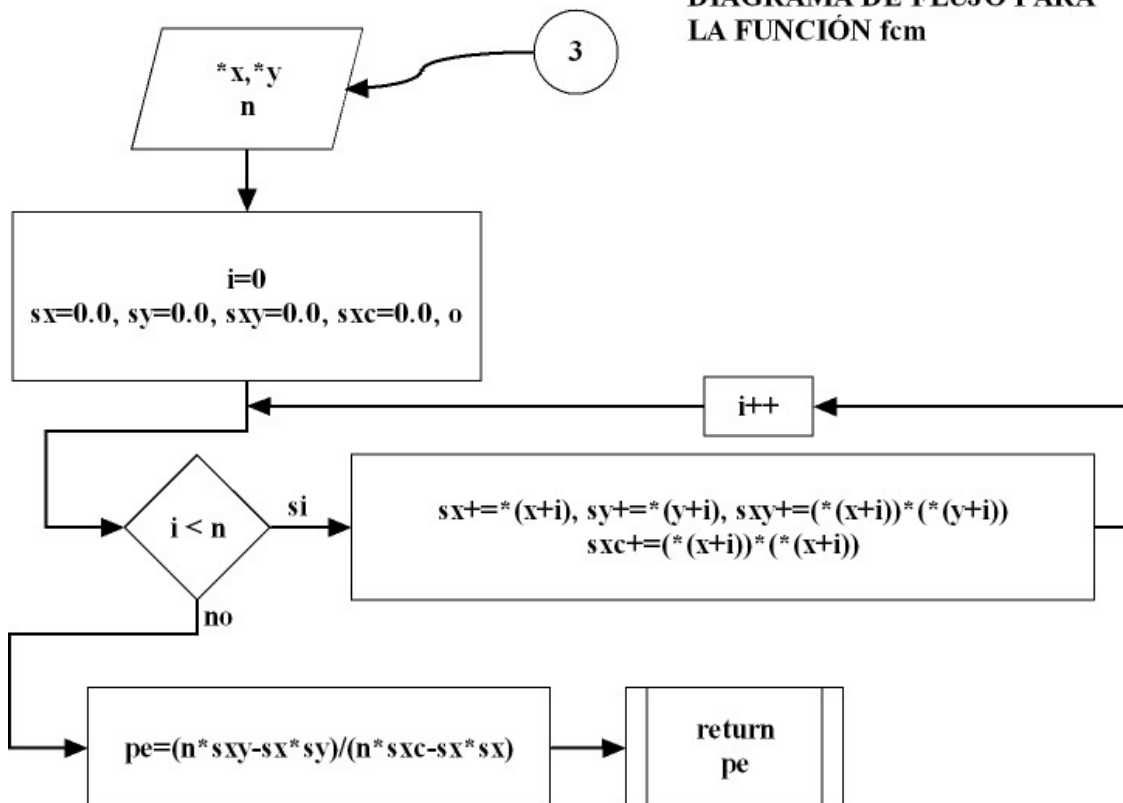 DIAGRAMA DE FLUJO PARA
LA FUNCIÓN fcm
3
*x,*y
n
i=0
sx=0.0, sy=0.0, sxy=0.0, sxc=0.0, o
i++
i < n
si
sx+=*(x+i), sy+=*(y+i), sxy+=(*(x+i))*(*(y+i))
sxc+=(*(x+i))*(*(x+i))
no
pe=(n*sxy-sx*sy)/(n*sxc-sx*sx)
return
pe